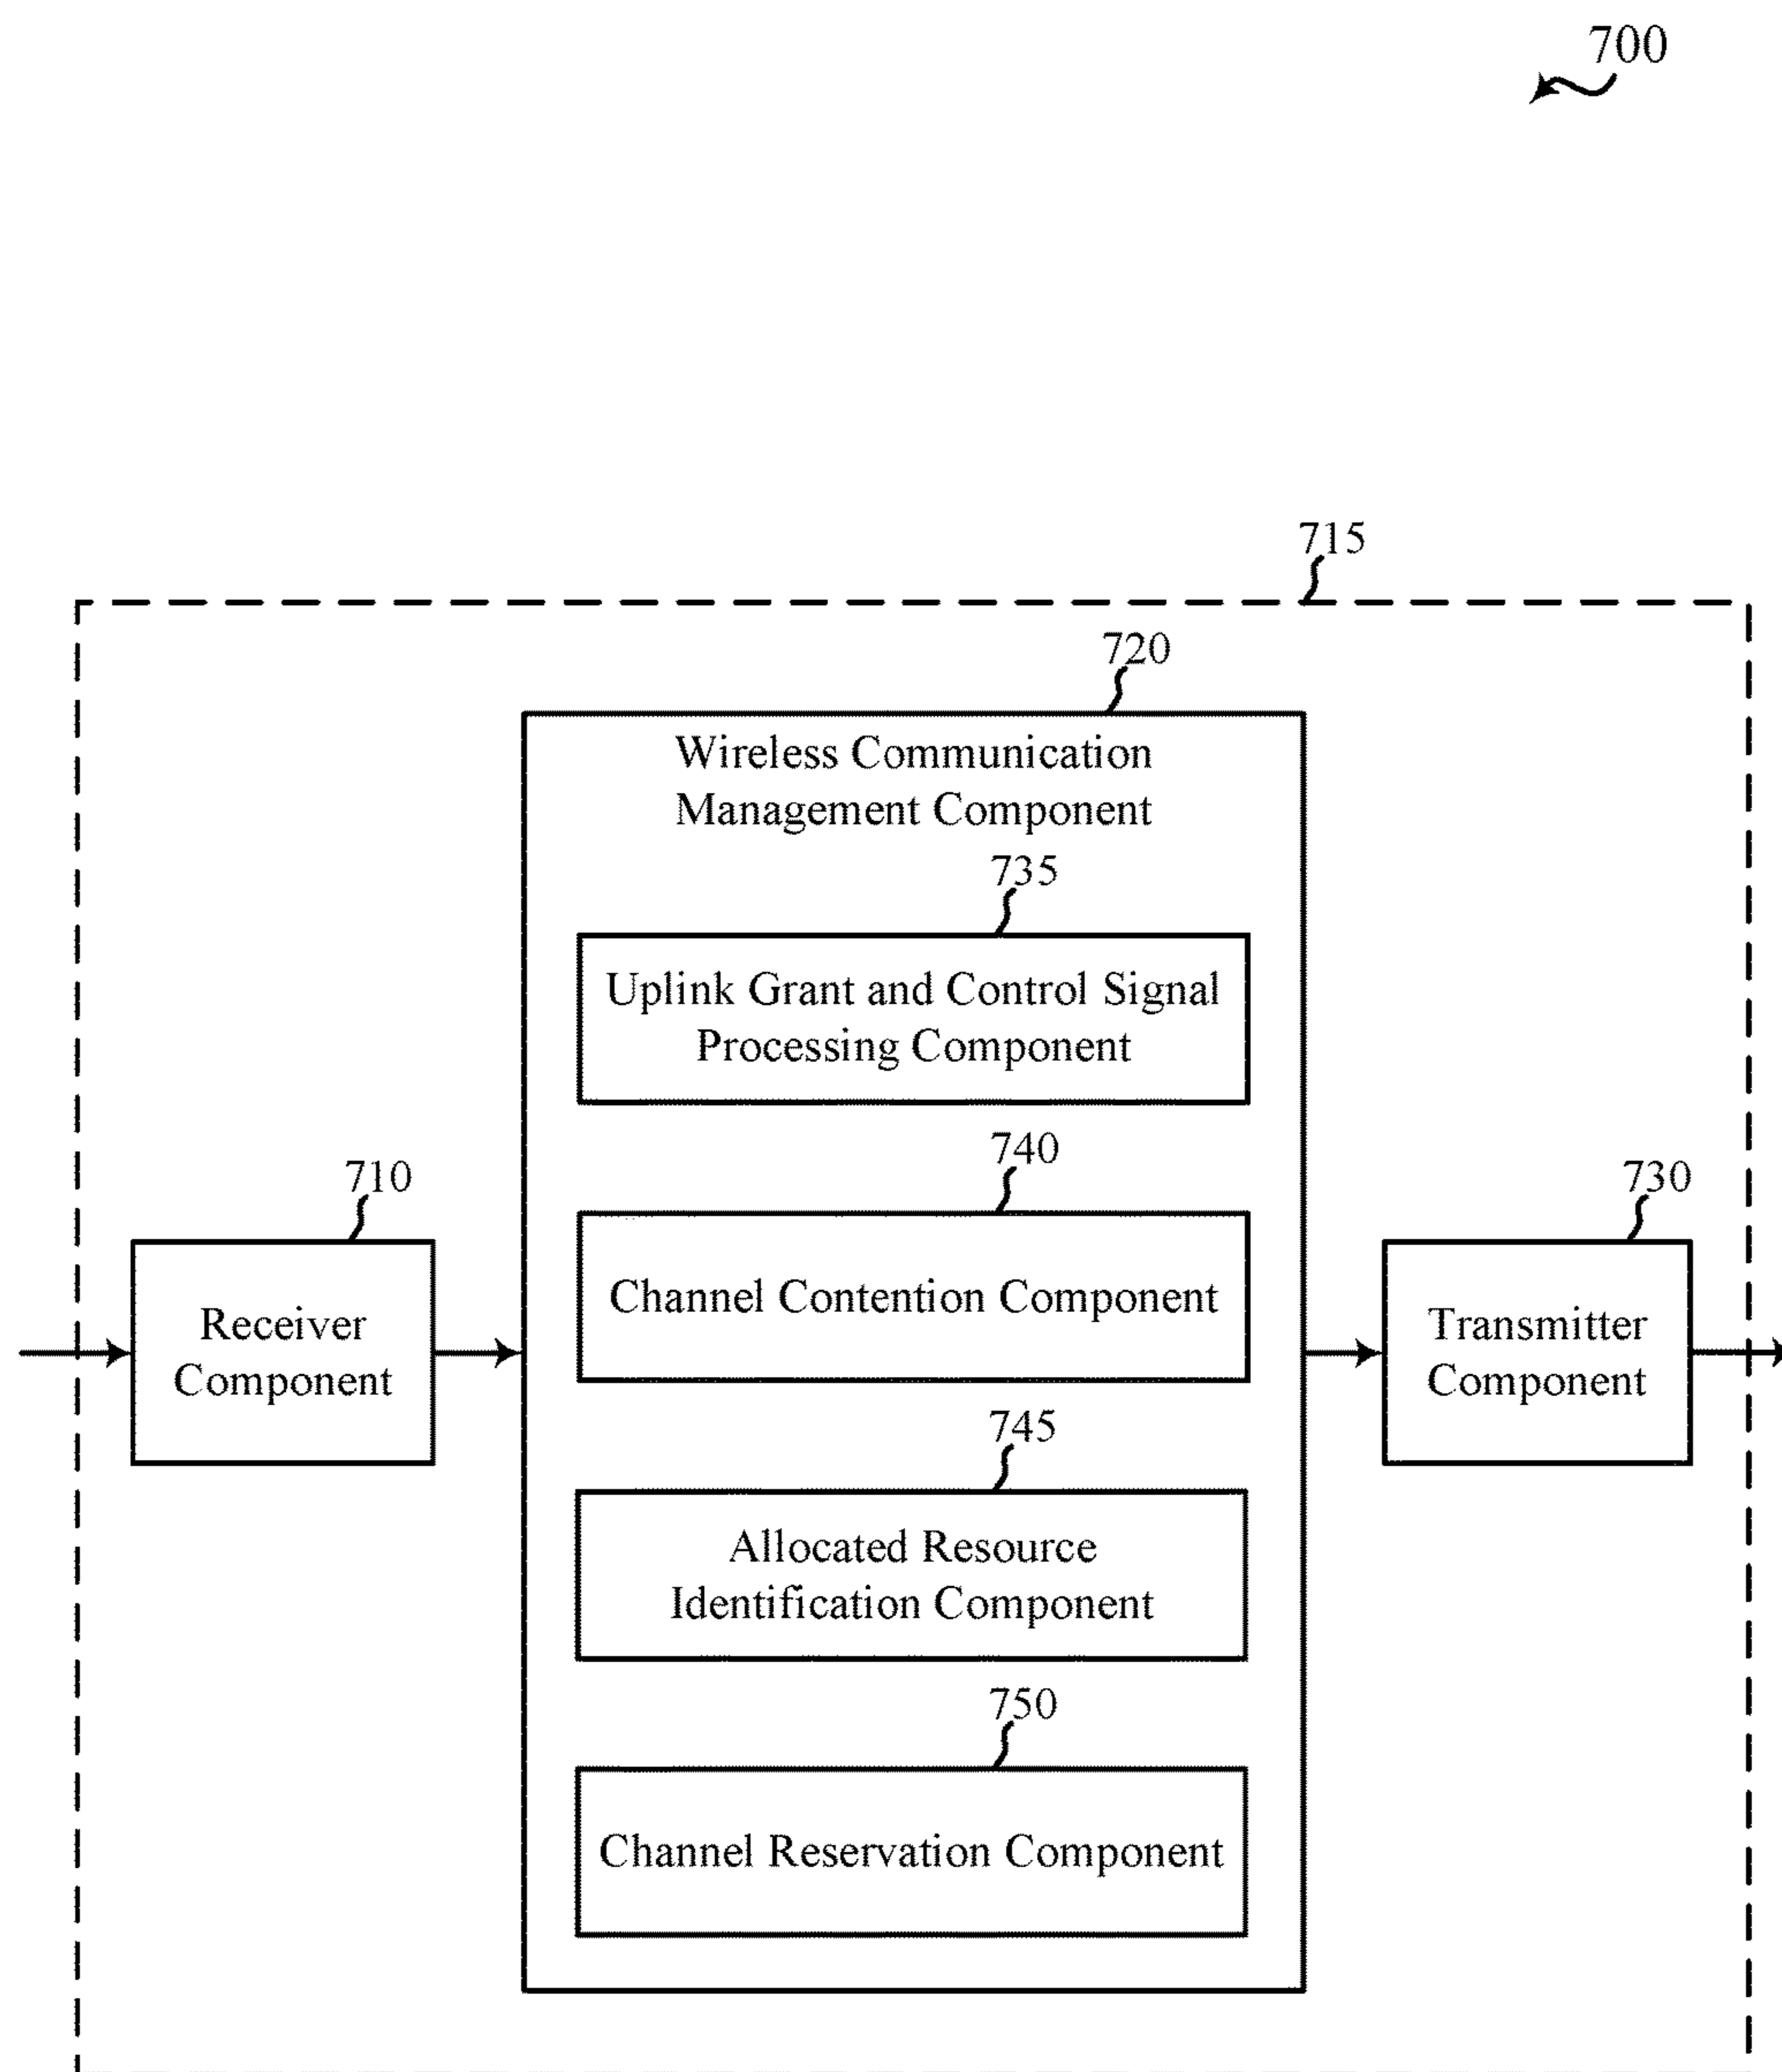 700
715
720
Wireless Communication
Management Component
735
Uplink Grant and Control Signal
Processing Component
740
Channel Contention Component
710
Receiver
Component
730
Transmitter
Component
745
Allocated Resource
Identification Component
750
Channel Reservation Component